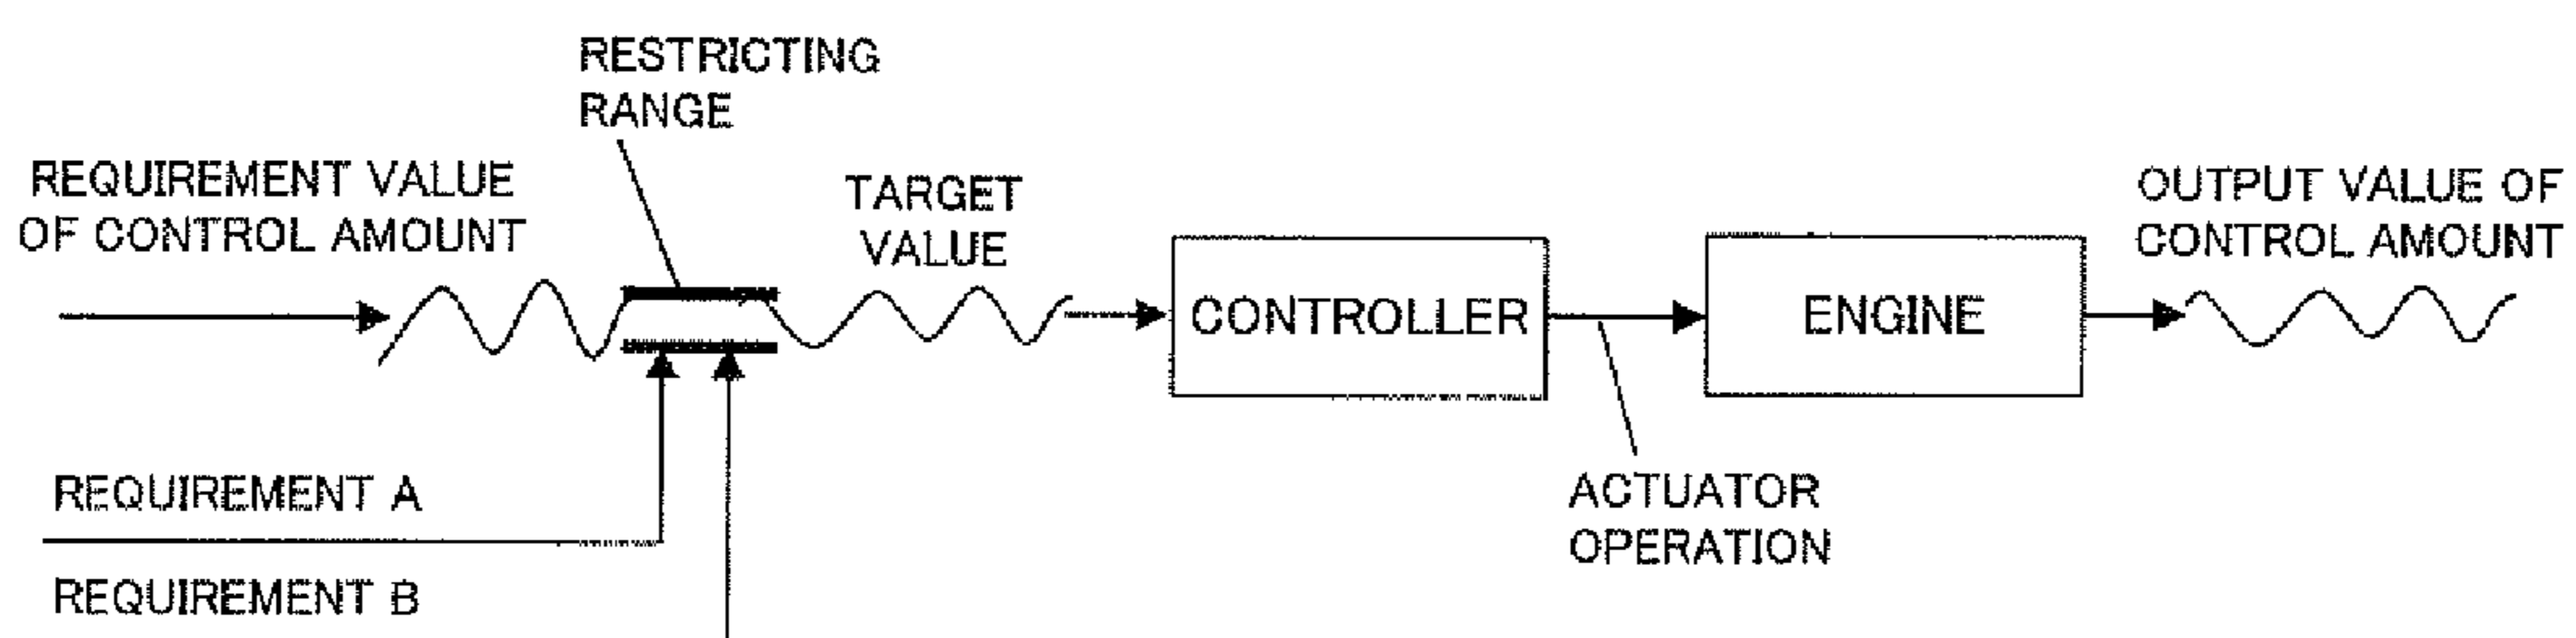 RESTRICTING
RANGE
REQUIREMENT VALUE
OF CONTROL AMOUNT
TARGET
VALUE
CONTROLLER
ENGINE
OUTPUT VALUE OF
CONTROL AMOUNT
REQUIREMENT A
REQUIREMENT B
ACTUATOR
OPERATION